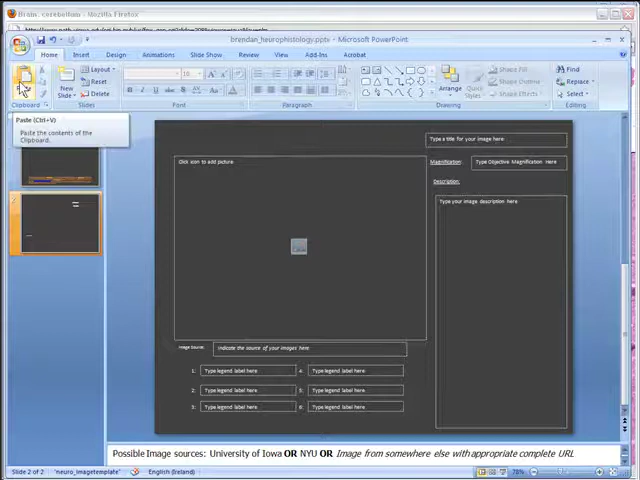 Brain, cerebellum - Mozilla Firefox
brendan_neurophistology.pptx - Microsoft PowerPoint
Home Insert Design Animations Slide Show Review View Add-Ins Acrobat
Layout
Reset
Delete
New
Slide
18
Arrange
Shape Fill
Shape Outline
Shape Effects
Find
Replace
Select
Clipboard Slides Font Paragraph Drawing Editing
Paste (Ctrl+V)
Paste the contents of the
Clipboard.
Type a title for your image here
Click icon to add picture
Magnification:
Type Objective Magnification Here
Description:
Type your image description here
Image Source:
Indicate the source of your images here
1: Type legend label here 4: Type legend label here
2: Type legend label here 5: Type legend label here
3: Type legend label here 6: Type legend label here
Possible Image sources: University of Iowa OR NYU OR Image from somewhere else with appropriate complete URL
Slide 2 of 2 "neuro_imagetemplate" English (Ireland) 78%